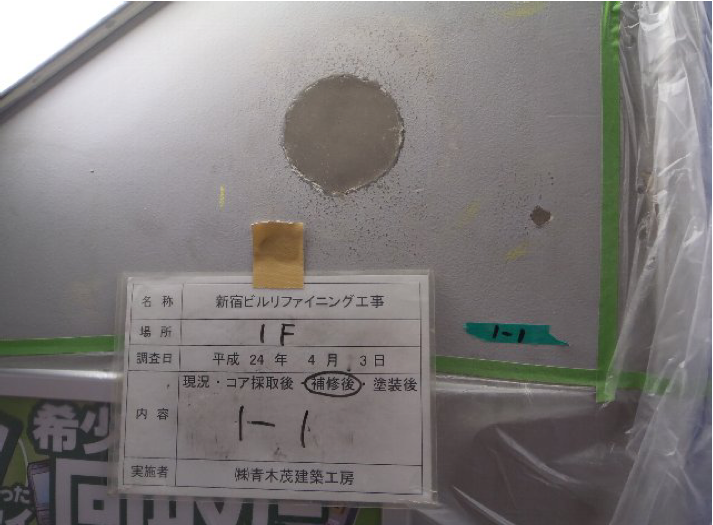 名称 新宿ビルリファイニング工事
場所 1F
調査日 平成 24 年 4 月 3日
現況・コア採取後・補修後・塗装後
内容
1-1
実施者 ㈱青木茂建築工房
1-1
希少
った